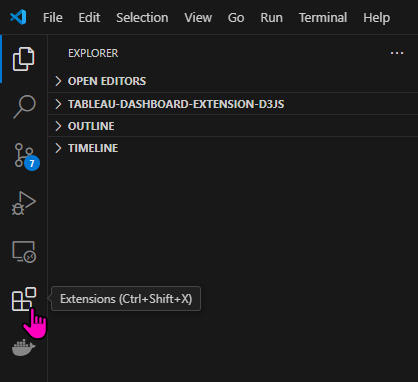 File Edit Selection View Go Run Terminal Help
EXPLORER
OPEN EDITORS
TABLEAU-DASHBOARD-EXTENSION-D3JS
OUTLINE
TIMELINE
7
Extensions (Ctrl+Shift+X)